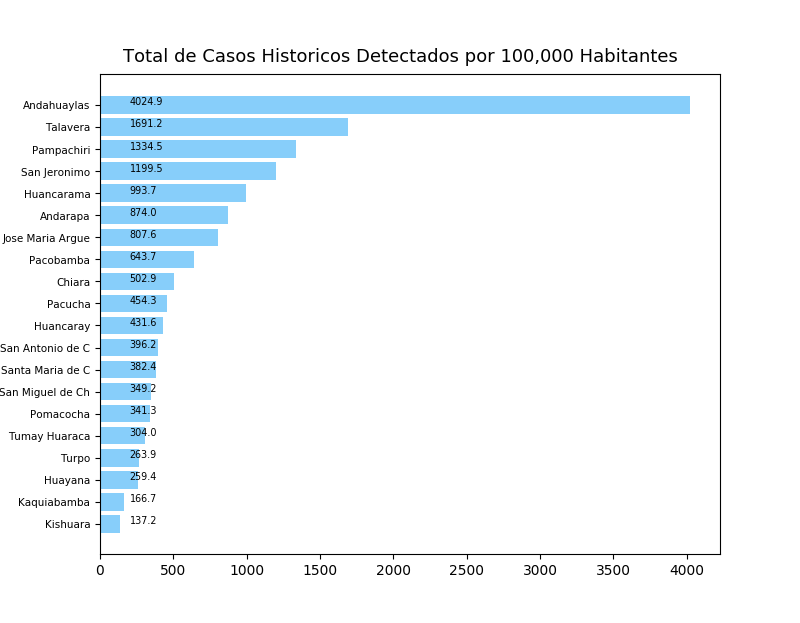 Total de Casos Historicos Detectados por 100,000 Habitantes
Andahuaylas 4024.9
Talavera 1691.2
Pampachiri 1334.5
San Jeronimo 1199.5
Huancarama 993.7
Andarapa 874.0
Jose Maria Argue 807.6
Pacobamba 643.7
Chiara 502.9
Pacucha 454.3
Huancaray 431.6
San Antonio de C 396.2
Santa Maria de C 382.4
San Miguel de Ch 349.2
Pomacocha 341.3
Tumay Huaraca 304.0
Turpo 263.9
Huayana 259.4
Kaquiabamba 166.7
Kishuara 137.2
0 500 1000 1500 2000 2500 3000 3500 4000